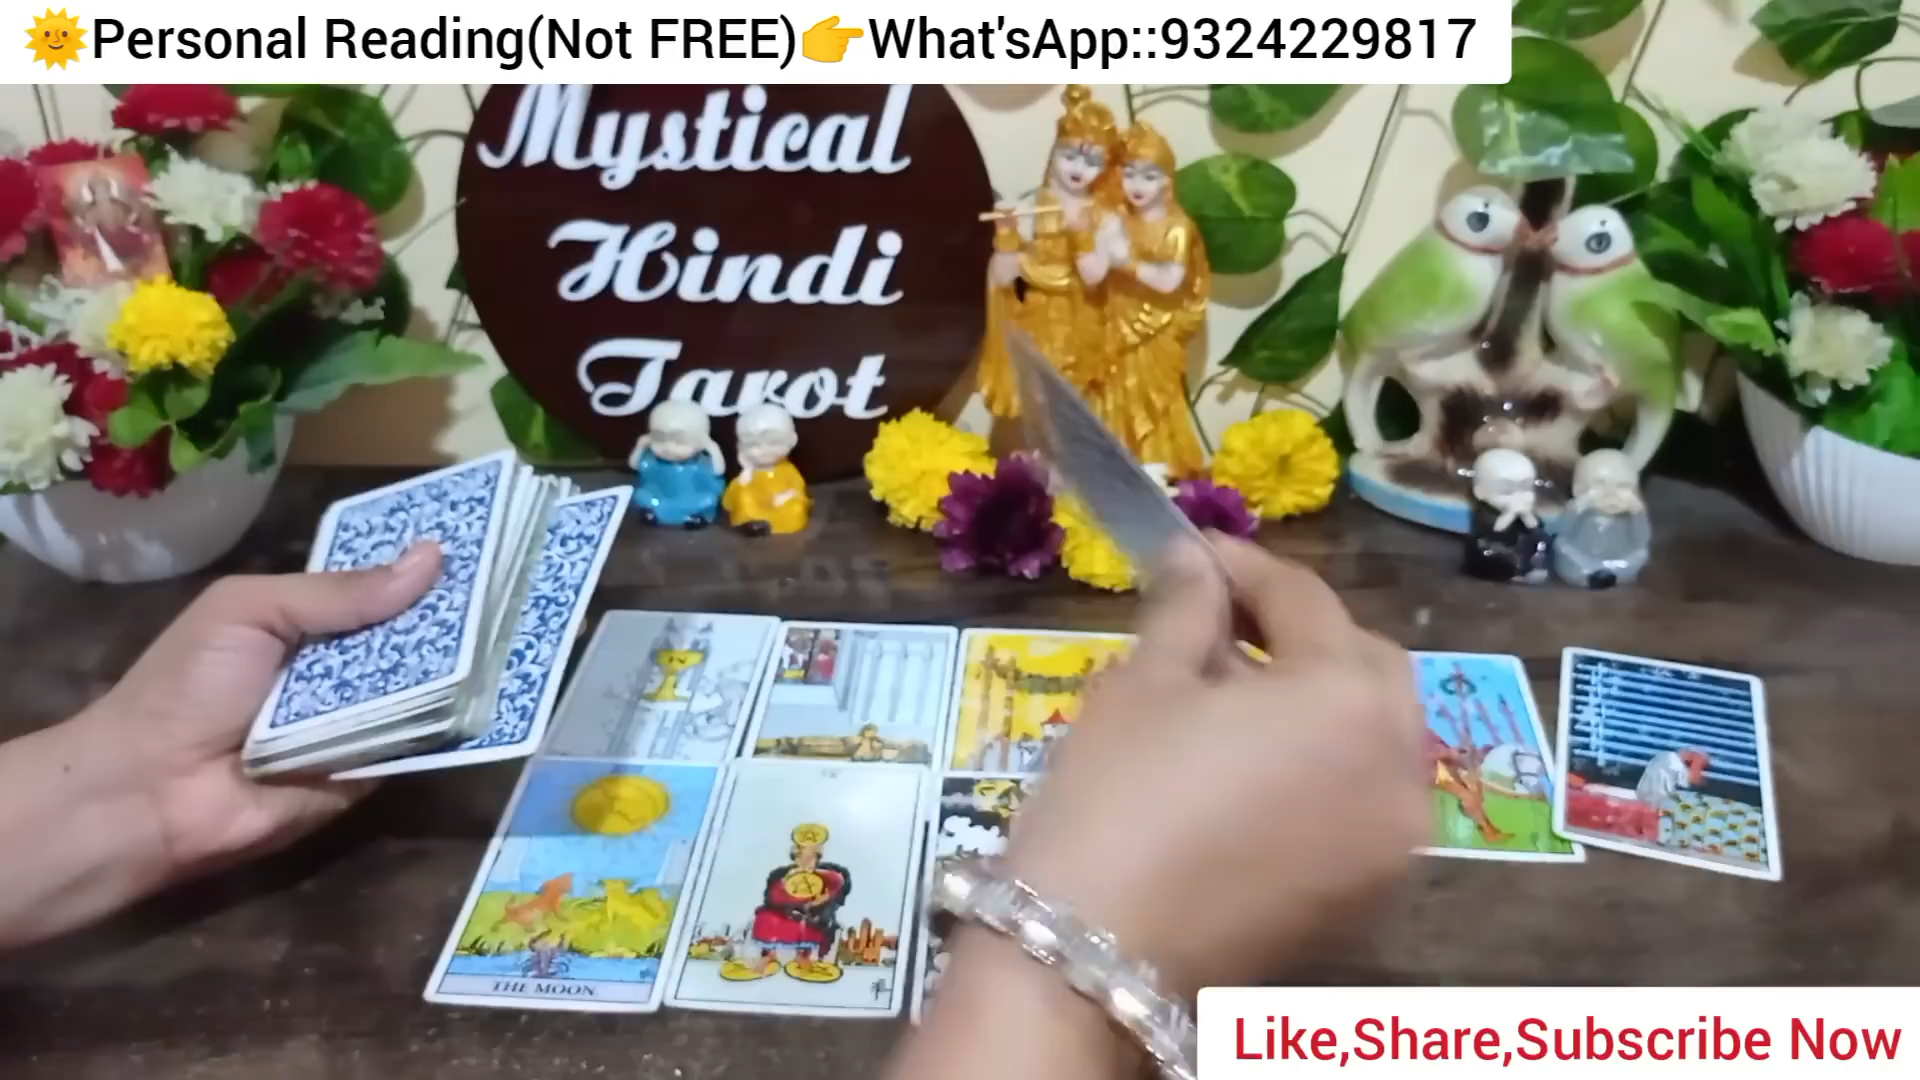 🌞Personal Reading(Not FREE)👉What'sApp::9324229817
Mystical
Hindi
Tarot
THE MOON.
Like,Share,Subscribe Now